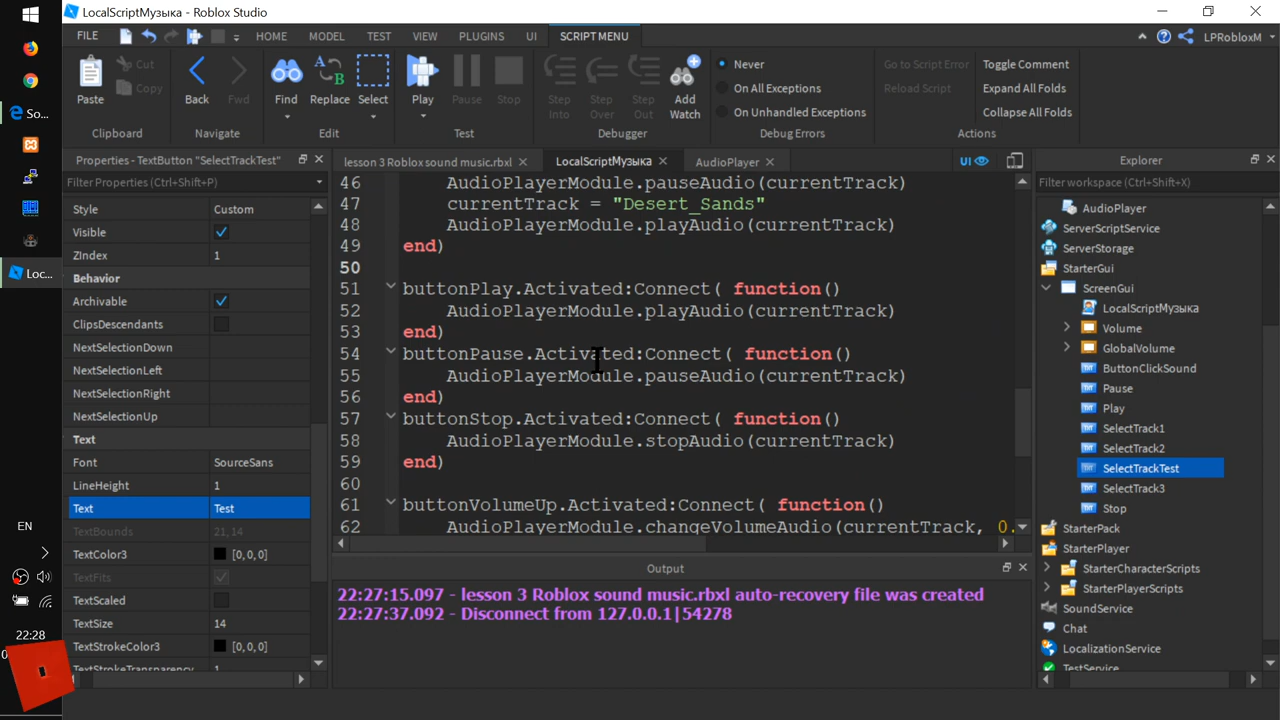 LocalScriptМузыка - Roblox Studio
FILE HOME MODEL TEST VIEW PLUGINS UI SCRIPT MENU LPRobloxM
Paste Cut Copy Clipboard
Back Fwd Navigate
Find Replace Select Edit
Play Pause Stop Test
Step Into Step Over Step Out Add Watch Debugger
Never
On All Exceptions
On Unhandled Exceptions
Debug Errors
Go to Script Error
Reload Script
Toggle Comment
Expand All Folds
Collapse All Folds
Actions
So...
Loc...
EN
22:28
Properties - TextButton "SelectTrackTest"
Filter Properties (Ctrl+Shift+P)
Style Custom
Visible
ZIndex 1
Behavior
Archivable
ClipsDescendants
NextSelectionDown
NextSelectionLeft
NextSelectionRight
NextSelectionUp
Text
Font SourceSans
LineHeight 1
Text Test
TextBounds 21,14
TextColor3 [0, 0, 0]
TextFits
TextScaled
TextSize 14
TextStrokeColor3 [0, 0, 0]
TextStrokeTransparency 1
lesson 3 Roblox sound music.rbxl LocalScriptМузыка AudioPlayer UI
46 AudioPlayerModule.pauseAudio(currentTrack)
47 currentTrack = "Desert_Sands"
48 AudioPlayerModule.playAudio(currentTrack)
49 end)
50
51 buttonPlay.Activated:Connect( function()
52 AudioPlayerModule.playAudio(currentTrack)
53 end)
54 buttonPause.Activated:Connect( function()
55 AudioPlayerModule.pauseAudio(currentTrack)
56 end)
57 buttonStop.Activated:Connect( function()
58 AudioPlayerModule.stopAudio(currentTrack)
59 end)
60
61 buttonVolumeUp.Activated:Connect( function()
62 AudioPlayerModule.changeVolumeAudio(currentTrack, 0.
Output
22:27:15.097 - lesson 3 Roblox sound music.rbxl auto-recovery file was created
22:27:37.092 - Disconnect from 127.0.0.1|54278
Explorer
Filter workspace (Ctrl+Shift+X)
AudioPlayer
ServerScriptService
ServerStorage
StarterGui
ScreenGui
LocalScriptМузыка
Volume
GlobalVolume
ButtonClickSound
Pause
Play
SelectTrack1
SelectTrack2
SelectTrackTest
SelectTrack3
Stop
StarterPack
StarterPlayer
StarterCharacterScripts
StarterPlayerScripts
SoundService
Chat
LocalizationService
TestService